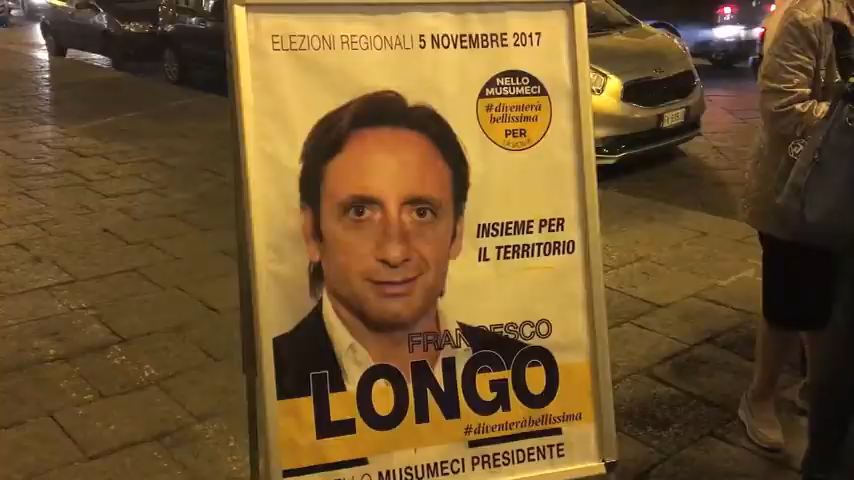 ELEZIONI REGIONALI 5 NOVEMBRE 2017
NELLO
MUSUMECI
#diventerà
bellissima
PER
INSIEME PER
IL TERRITORIO
FRANCESCO
LONGO
#diventeràbellissima
MUSUMECI PRESIDENTE